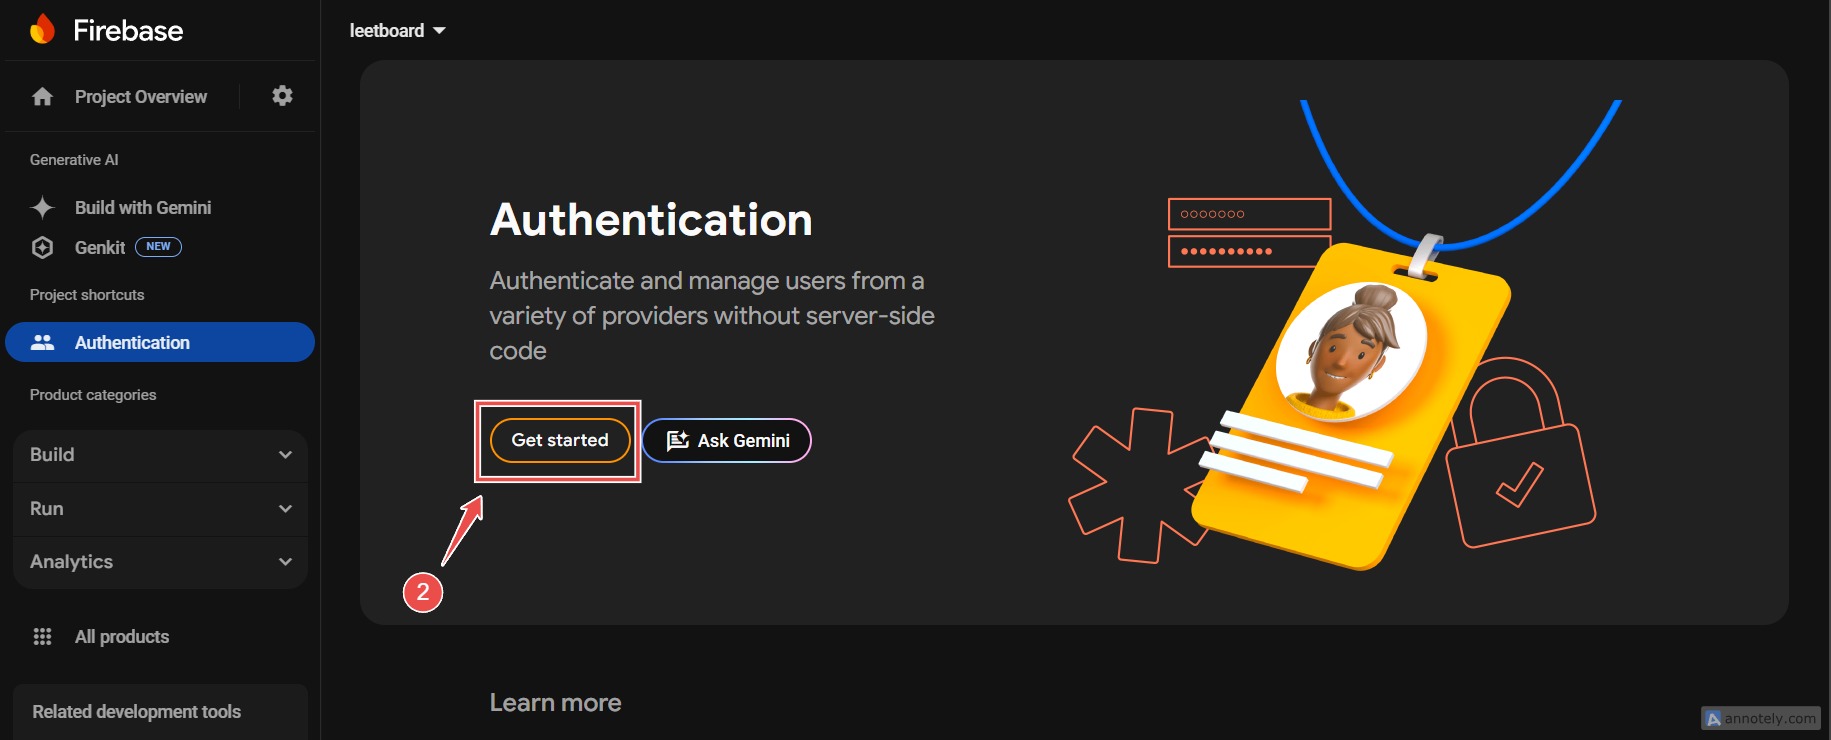 Firebase
leetboard
Project Overview
Generative AI
Build with Gemini
Genkit NEW
Project shortcuts
Authentication
Product categories
Build
Run
Analytics
All products
Related development tools
Authentication
Authenticate and manage users from a
variety of providers without server-side
code
Get started
Ask Gemini
2
Learn more
annotely.com